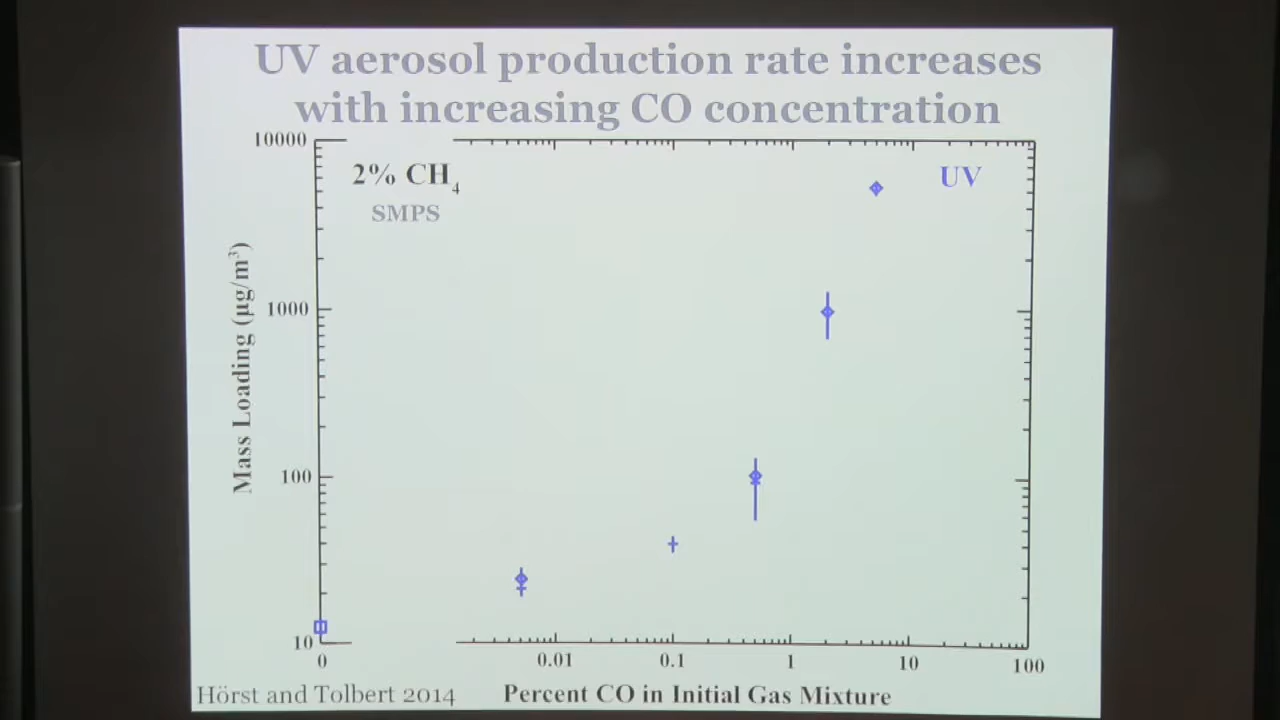 UV aerosol production rate increases
with increasing CO concentration
10000
2% CH₄
UV
SMPS
Mass Loading (µg/m³)
1000
100
10
0
0.01
0.1
1
10
100
Hörst and Tolbert 2014
Percent CO in Initial Gas Mixture